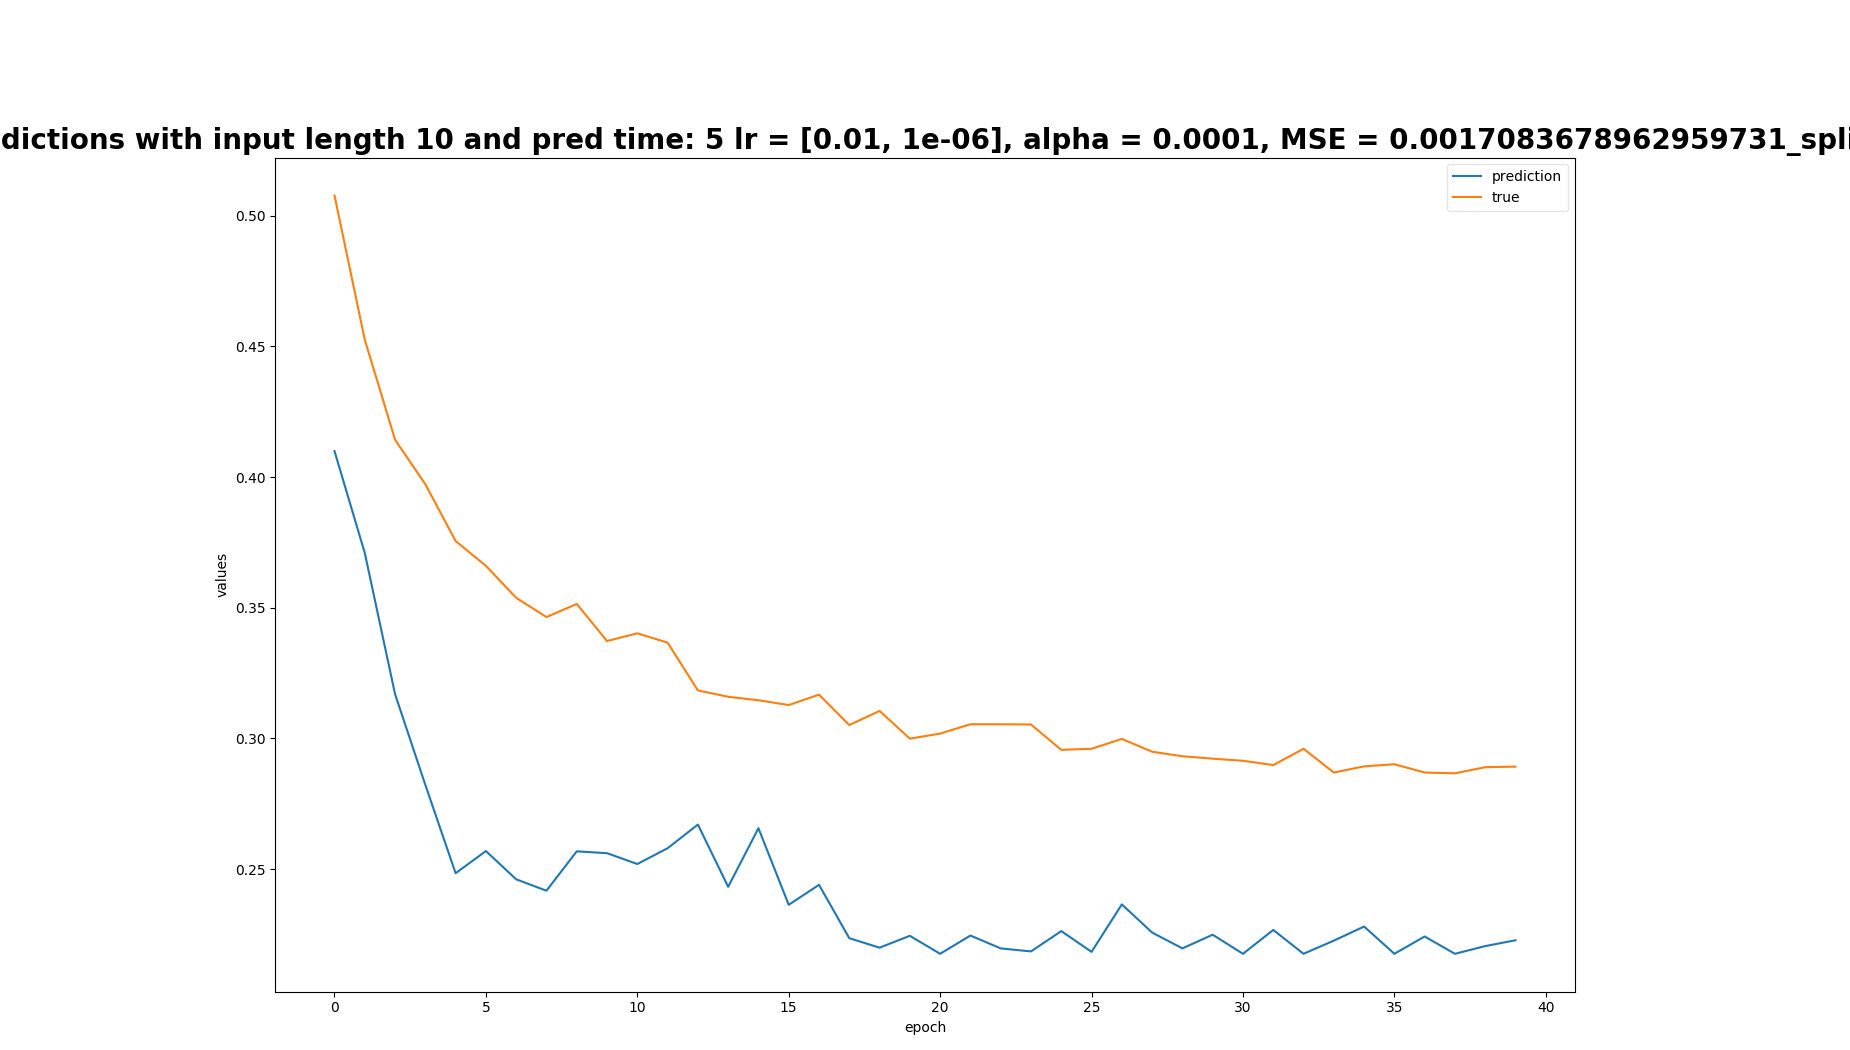 dictions with input length 10 and pred time: 5 lr = [0.01, 1e-06], alpha = 0.0001, MSE = 0.0017083678962959731_spli
prediction
true
0.50
0.45
0.40
0.35
0.30
0.25
values
0 5 10 15 20 25 30 35 40
epoch